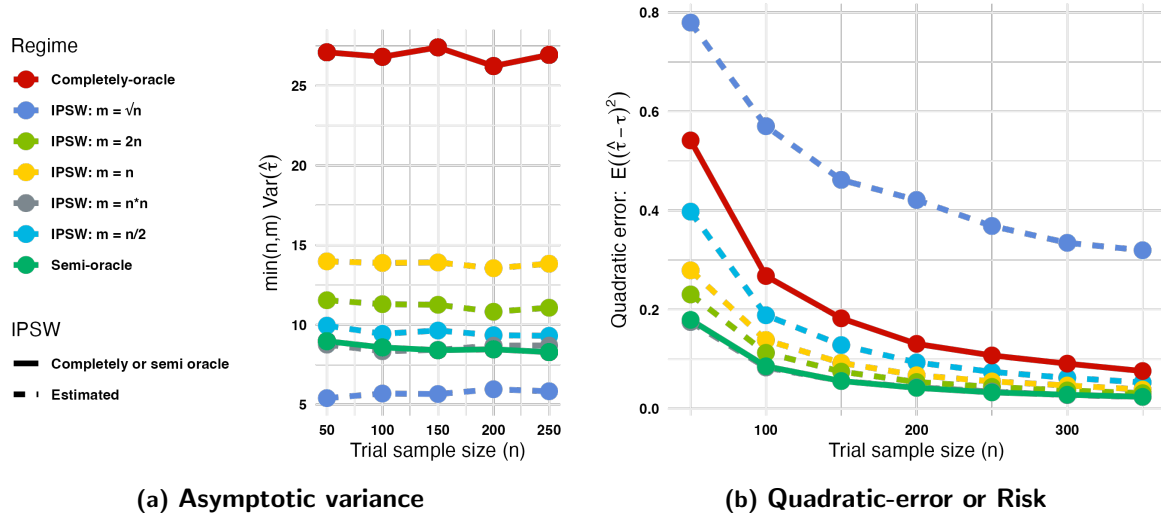 Regime
Completely-oracle
IPSW: m = √n
IPSW: m = 2n
IPSW: m = n
IPSW: m = n*n
IPSW: m = n/2
Semi-oracle
IPSW
Completely or semi oracle
Estimated
min(n,m) Var(τ̂)
25
20
15
10
5
50 100 150 200 250
Trial sample size (n)
(a) Asymptotic variance
Quadratic error: E((τ̂−τ)²)
0.8
0.6
0.4
0.2
0.0
100 200 300
Trial sample size (n)
(b) Quadratic-error or Risk